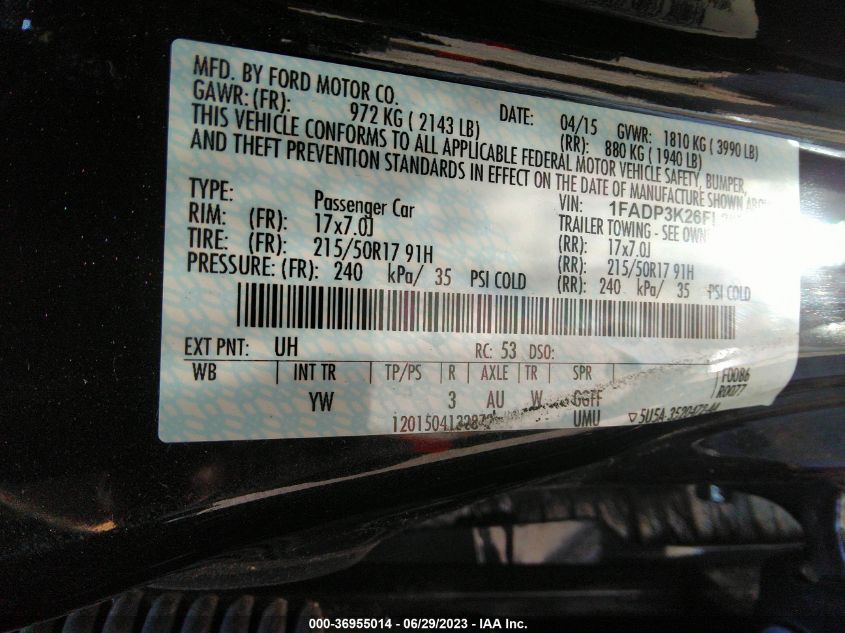 MFD. BY FORD MOTOR CO. DATE: 04/15 GVWR: 1810 KG ( 3990 LB)
GAWR: (FR): 972 KG ( 2143 LB) (RR): 880 KG ( 1940 LB)
THIS VEHICLE CONFORMS TO ALL APPLICABLE FEDERAL MOTOR VEHICLE SAFETY, BUMPER,
AND THEFT PREVENTION STANDARDS IN EFFECT ON THE DATE OF MANUFACTURE SHOWN
VIN: 1FADP3K26F
TYPE: Passenger Car TRAILER TOWING - SEE
RIM: (FR): 17x7.0J (RR): 17x7.0J
TIRE: (FR): 215/50R17 91H (RR): 215/50R17 91H
PRESSURE: (FR): 240 kPa/ 35 PSI COLD (RR): 240 kPa/ 35 PSI COLD
EXT PNT: UH RC: 53 DSO:
WB INT TR TP/PS R AXLE TR SPR F0086
YW 3 AU W GGFF R0077
UMU
000-36955014 - 06/29/2023 - IAA Inc.